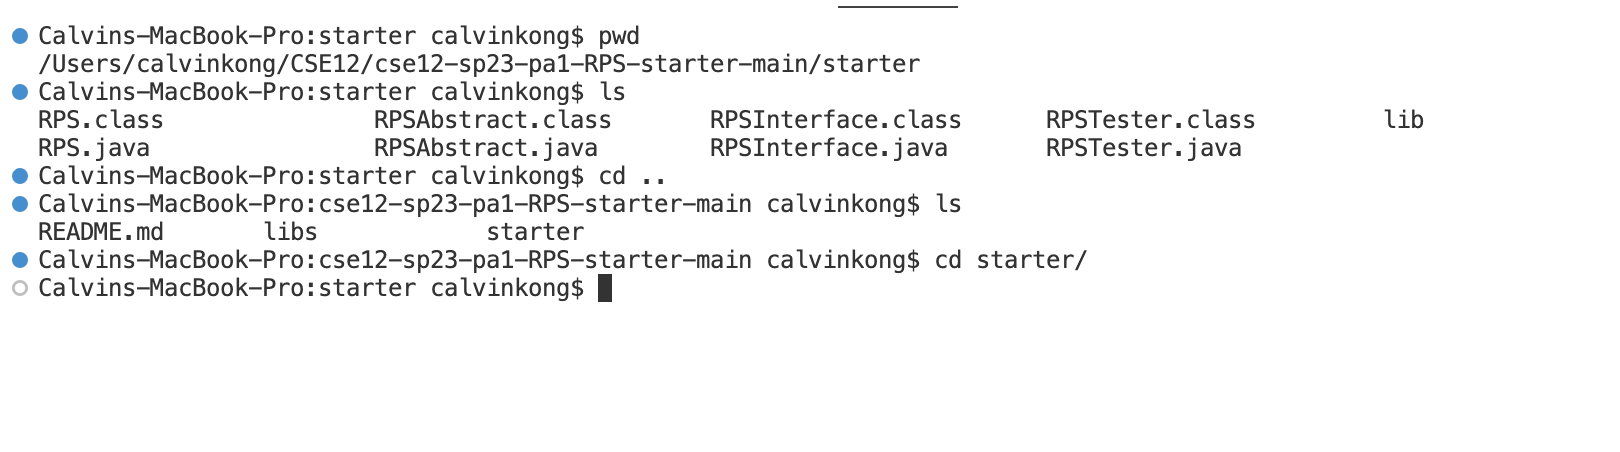 Calvins-MacBook-Pro:starter calvinkong$ pwd
/Users/calvinkong/CSE12/cse12-sp23-pa1-RPS-starter-main/starter
Calvins-MacBook-Pro:starter calvinkong$ ls
RPS.class RPSAbstract.class RPSInterface.class RPSTester.class lib
RPS.java RPSAbstract.java RPSInterface.java RPSTester.java
Calvins-MacBook-Pro:starter calvinkong$ cd ..
Calvins-MacBook-Pro:cse12-sp23-pa1-RPS-starter-main calvinkong$ ls
README.md libs starter
Calvins-MacBook-Pro:cse12-sp23-pa1-RPS-starter-main calvinkong$ cd starter/
Calvins-MacBook-Pro:starter calvinkong$